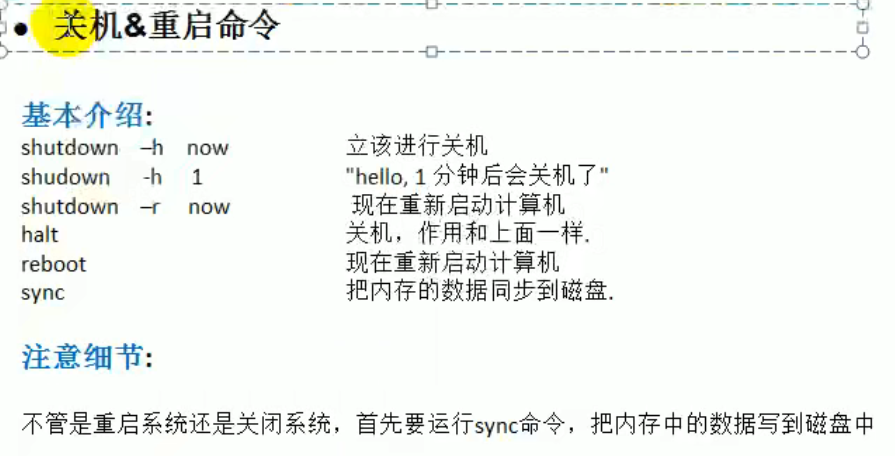 • 关机&重启命令
基本介绍:
shutdown –h now 立该进行关机
shudown -h 1 "hello, 1 分钟后会关机了"
shutdown –r now 现在重新启动计算机
halt 关机，作用和上面一样.
reboot 现在重新启动计算机
sync 把内存的数据同步到磁盘.
注意细节:
不管是重启系统还是关闭系统，首先要运行sync命令，把内存中的数据写到磁盘中